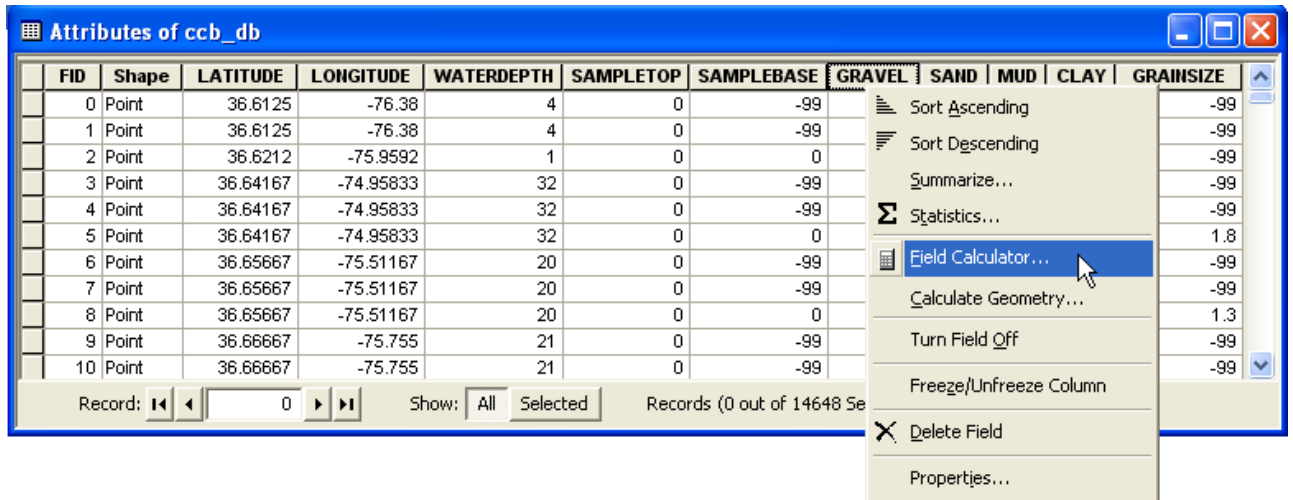 Attributes of ccb_db
FID Shape LATITUDE LONGITUDE WATERDEPTH SAMPLETOP SAMPLEBASE GRAVEL SAND MUD CLAY GRAINSIZE
0 Point 36.6125 -76.38 4 0 -99 -99
1 Point 36.6125 -76.38 4 0 -99 -99
2 Point 36.6212 -75.9592 1 0 0 -99
3 Point 36.64167 -74.95833 32 0 -99 -99
4 Point 36.64167 -74.95833 32 0 -99 -99
5 Point 36.64167 -74.95833 32 0 0 1.8
6 Point 36.65667 -75.51167 20 0 -99 -99
7 Point 36.65667 -75.51167 20 0 -99 -99
8 Point 36.65667 -75.51167 20 0 0 1.3
9 Point 36.66667 -75.755 21 0 -99 -99
10 Point 36.66667 -75.755 21 0 -99 -99
Record: 0 Show: All Selected Records (0 out of 14648 Se
Sort Ascending
Sort Descending
Summarize...
Σ Statistics...
Field Calculator...
Calculate Geometry...
Turn Field Off
Freeze/Unfreeze Column
Delete Field
Properties...